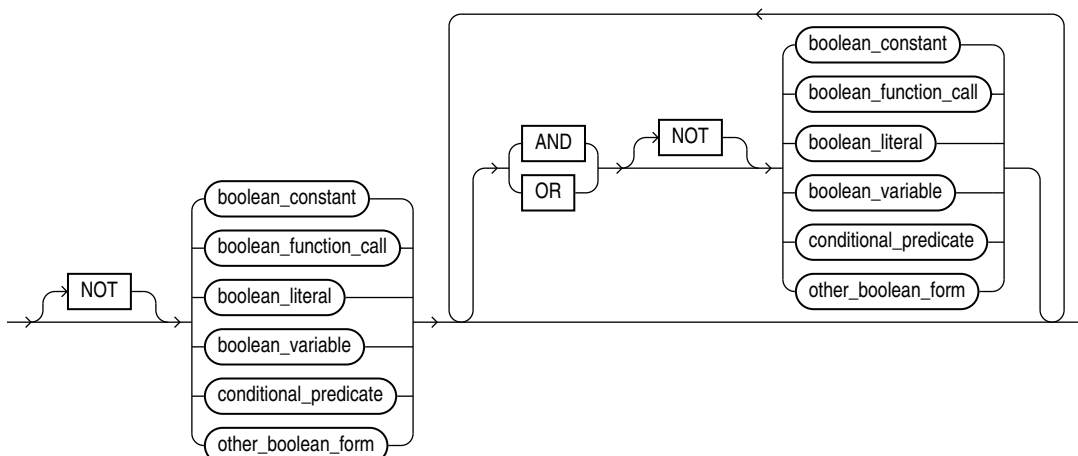 NOT
boolean_constant
boolean_function_call
boolean_literal
boolean_variable
conditional_predicate
other_boolean_form
AND
OR
NOT
boolean_constant
boolean_function_call
boolean_literal
boolean_variable
conditional_predicate
other_boolean_form